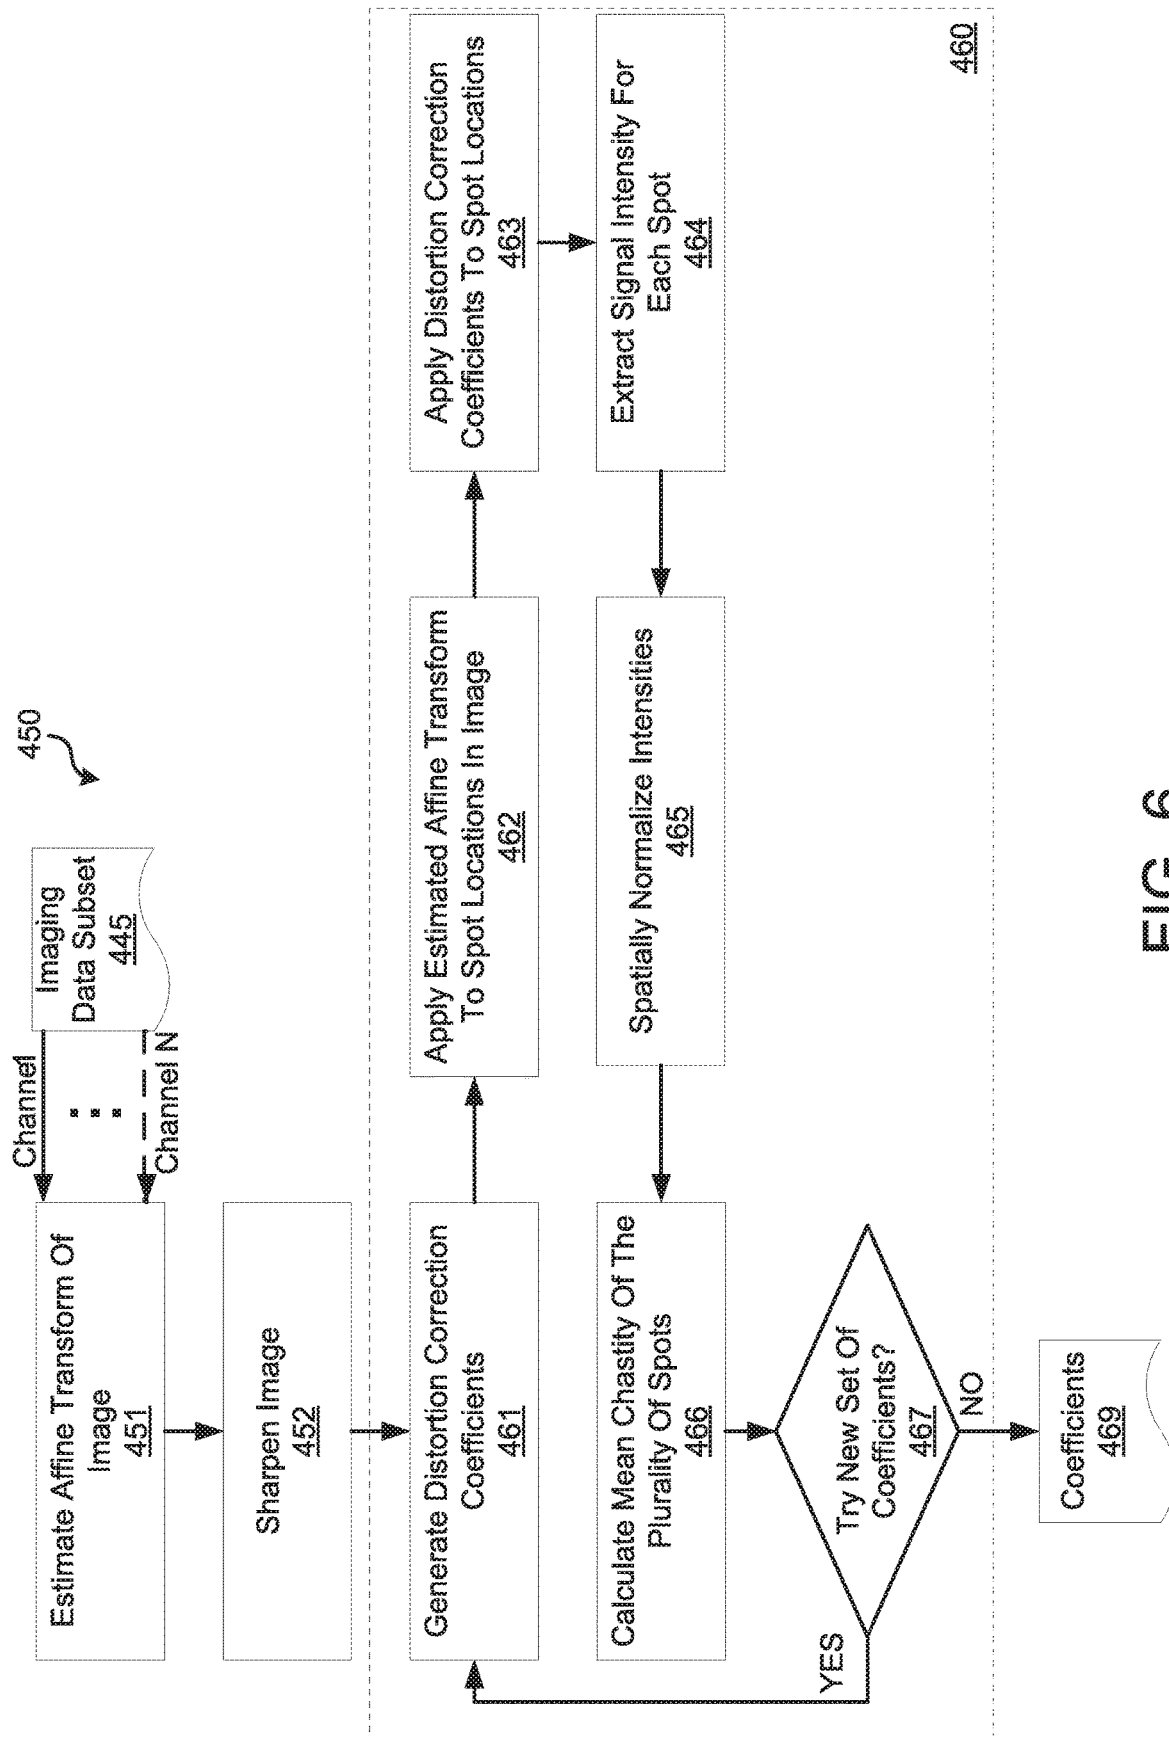 450
Imaging
Data Subset
445
Channel
Channel N
Estimate Affine Transform Of
Image
451
Sharpen Image
452
Generate Distortion Correction
Coefficients
461
Apply Estimated Affine Transform
To Spot Locations In Image
462
Apply Distortion Correction
Coefficients To Spot Locations
463
Extract Signal Intensity For
Each Spot
464
Spatially Normalize Intensities
465
Calculate Mean Chastity Of The
Plurality Of Spots
466
Try New Set Of
Coefficients?
467
YES
NO
Coefficients
469
460
FIG. 6